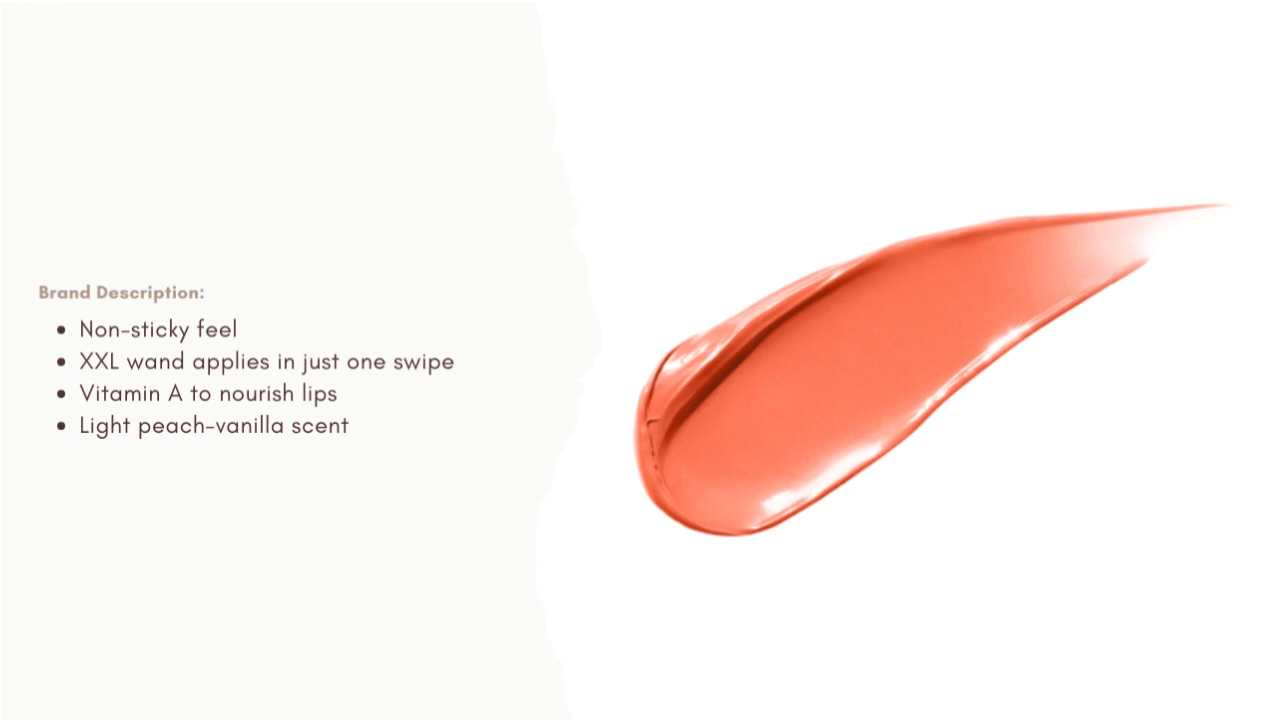 Brand Description:
• Non-sticky feel
• XXL wand applies in just one swipe
• Vitamin A to nourish lips
• Light peach-vanilla scent